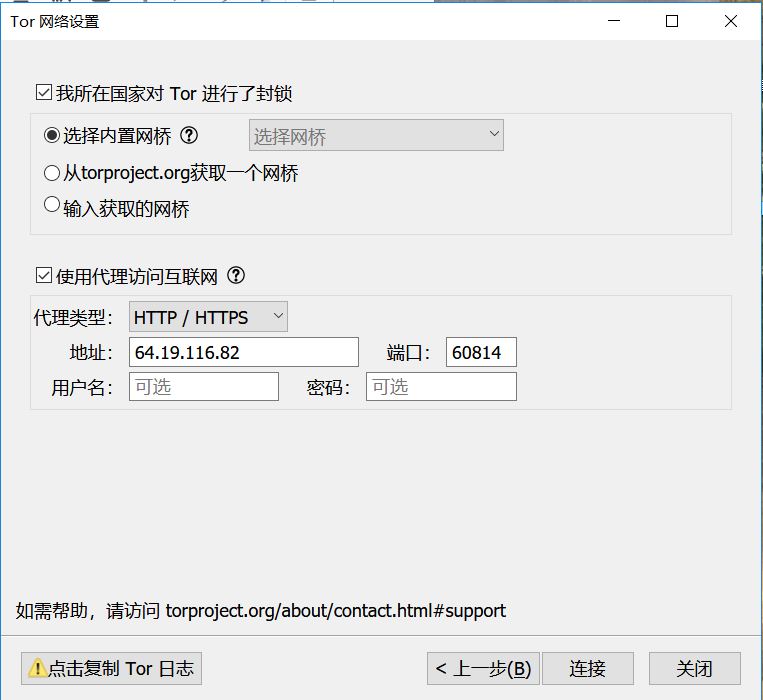 Tor 网络设置
我所在国家对 Tor 进行了封锁
选择内置网桥 ? 选择网桥
从torproject.org获取一个网桥
输入获取的网桥
使用代理访问互联网 ?
代理类型： HTTP / HTTPS
地址： 64.19.116.82 端口： 60814
用户名： 可选 密码： 可选
如需帮助，请访问 torproject.org/about/contact.html#support
点击复制 Tor 日志 < 上一步(B) 连接 关闭